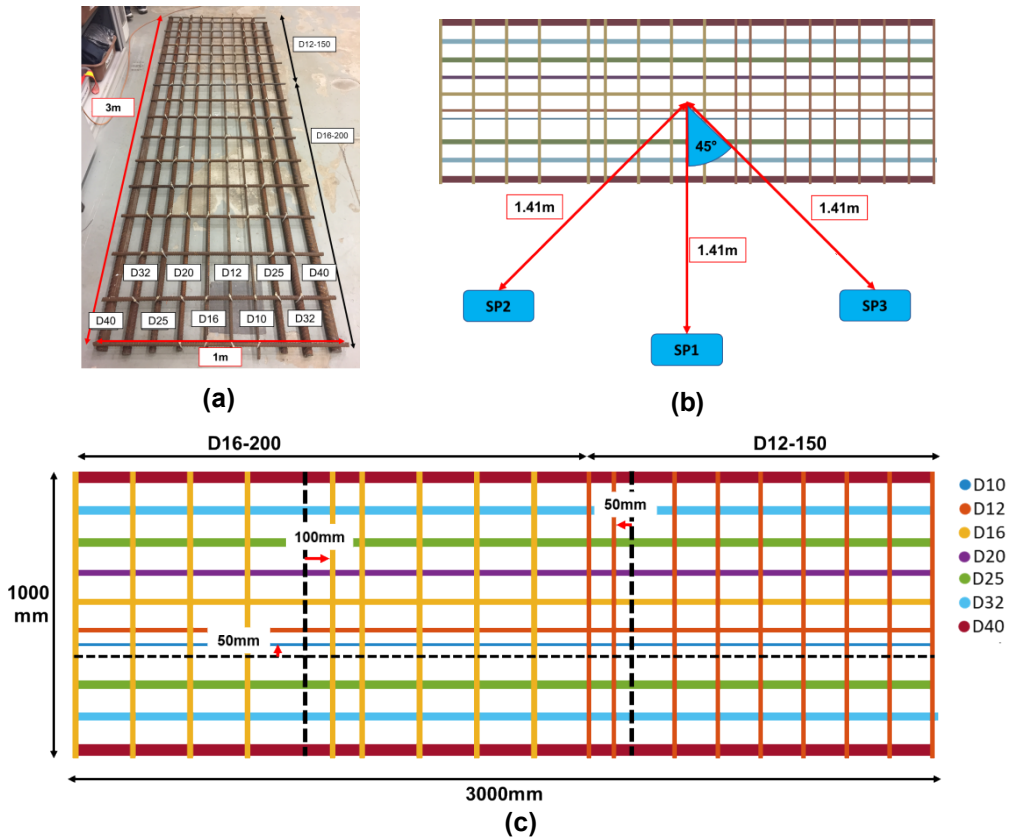 D12-150
3m
D16-200
D32
D20
D12
D25
D40
D40
D25
D16
D10
D32
1m
(a)
45°
1.41m
1.41m
1.41m
SP2
SP3
SP1
(b)
D16-200
D12-150
50mm
100mm
1000
mm
50mm
D10
D12
D16
D20
D25
D32
D40
3000mm
(c)